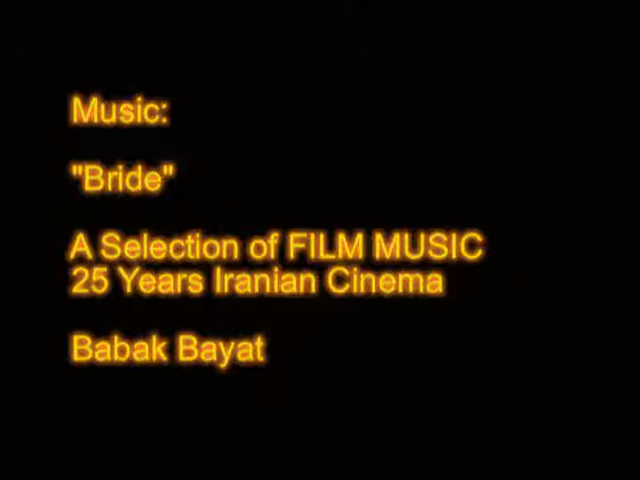 Music:
"Bride"
A Selection of FILM MUSIC
25 Years Iranian Cinema
Babak Bayat